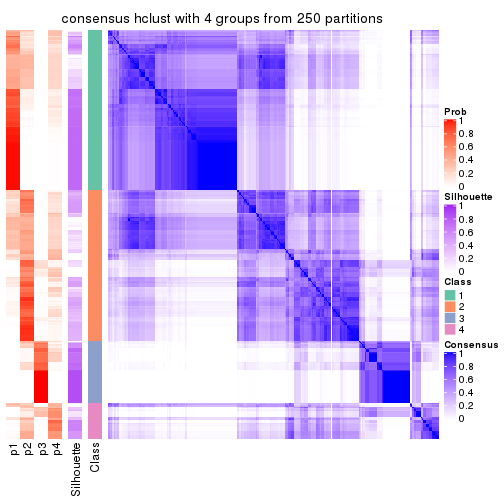 consensus hclust with 4 groups from 250 partitions
Prob
1
0.8
0.6
0.4
0.2
0
Silhouette
1
0.8
0.6
0.4
0.2
0
Class
1
2
3
4
Consensus
1
0.8
0.6
0.4
0.2
0
p1
p2
p3
p4
Silhouette
Class